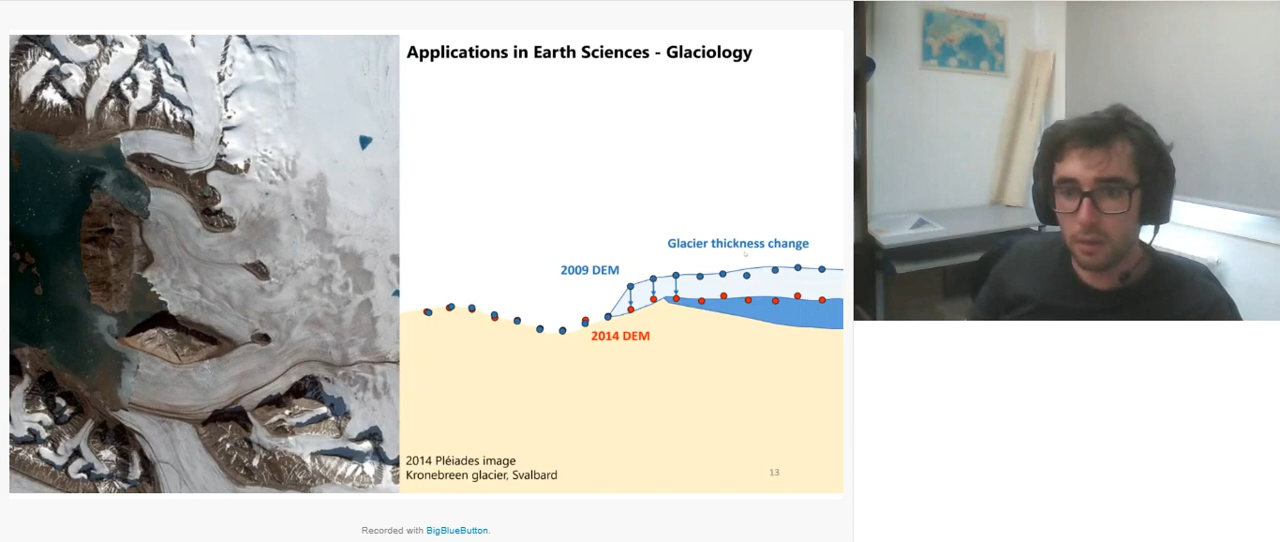 Applications in Earth Sciences - Glaciology
Glacier thickness change
2009 DEM
2014 DEM
2014 Pléiades image
Kronebreen glacier, Svalbard
13
Recorded with BigBlueButton.